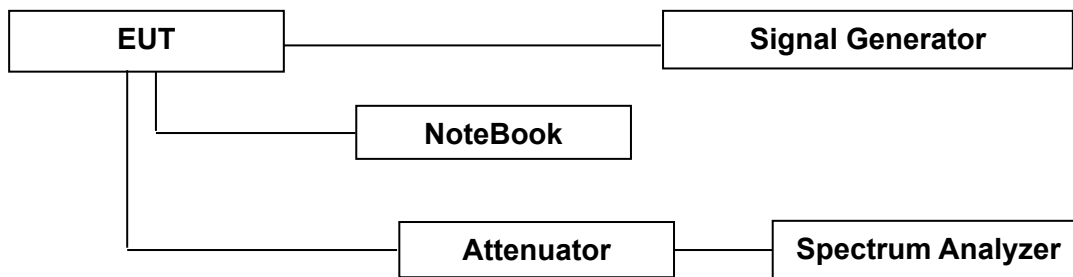 EUT
Signal Generator
NoteBook
Attenuator
Spectrum Analyzer